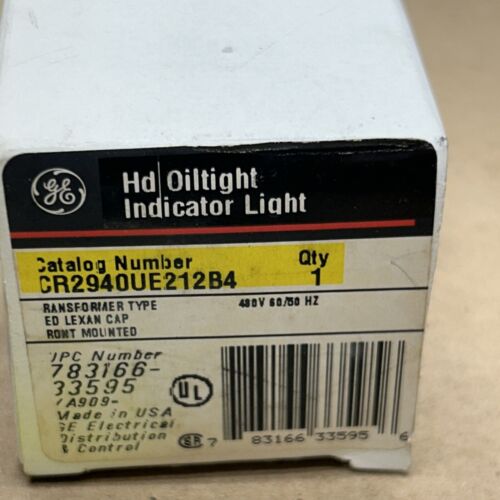 GE
Hd Oiltight
Indicator Light
Catalog Number Qty
CR2940UE212B4 1
RANSFORMER TYPE 480V 60/50 HZ
ED LEXAN CAP
RONT MOUNTED
UPC Number
783166-
33595
YA909-
Made in USA
GE Electrical
Distribution
& Control
UL
7 83166 33595 6